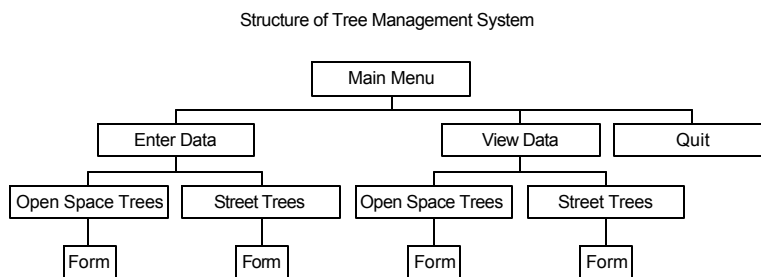 Structure of Tree Management System
Main Menu
Enter Data
View Data
Quit
Open Space Trees
Street Trees
Open Space Trees
Street Trees
Form
Form
Form
Form